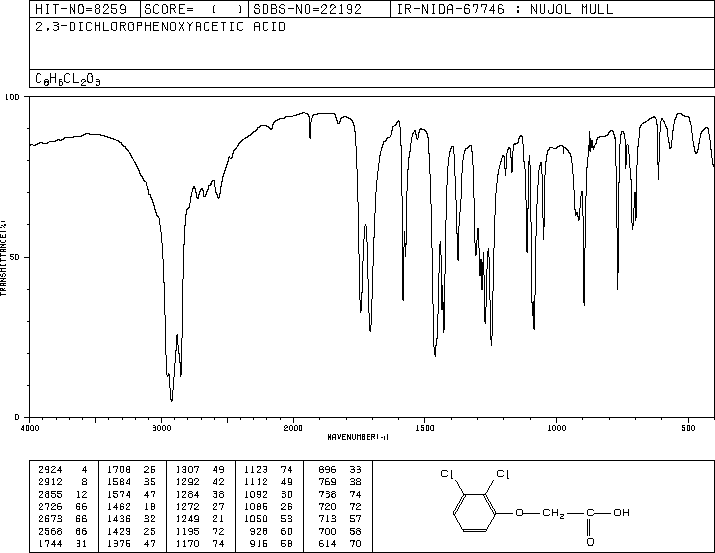 HIT-NO=8259 SCORE= ( ) SDBS-NO=22192 IR-NIDA-67746 : NUJOL MULL
2,3-DICHLOROPHENOXYACETIC ACID
C8H6CL2O3
100
50
0
TRANSMITTANCE(%)
4000 3000 2000 1500 1000 500
WAVENUMBER(-1)
2924 4 1708 26 1307 49 1123 74 896 33
2912 8 1584 35 1292 42 1112 49 769 38
2855 12 1574 47 1284 38 1092 30 738 74
2726 66 1462 18 1272 27 1086 26 720 72
2673 66 1436 32 1249 21 1050 53 713 57
2568 66 1429 25 1195 72 928 60 700 58
1744 31 1376 47 1170 74 916 58 614 70
Cl Cl
O CH2 C OH
O